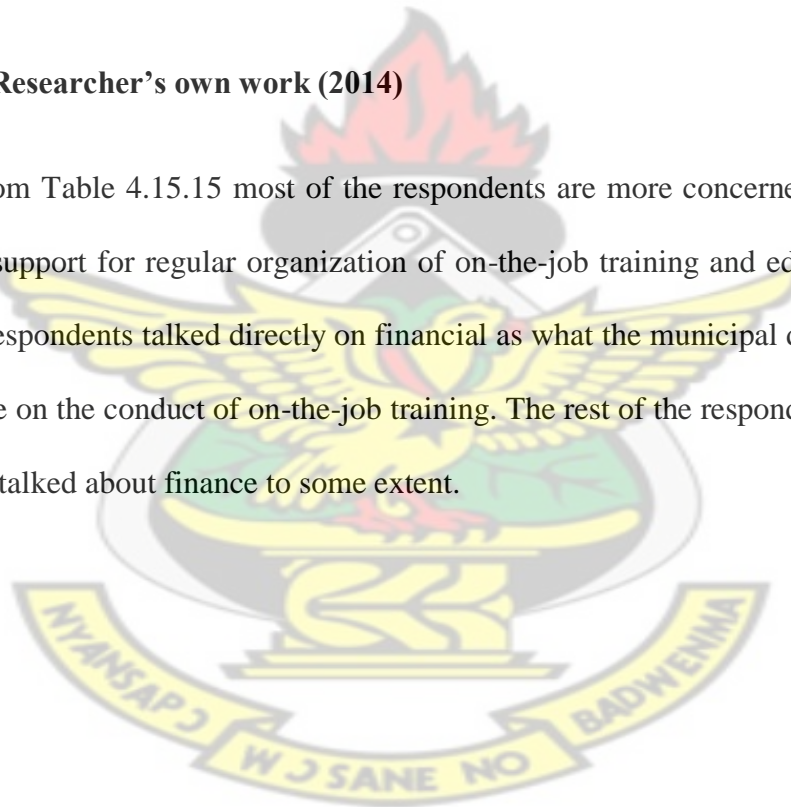 Researcher's own work (2014)
om Table 4.15.15 most of the respondents are more concerne
support for regular organization of on-the-job training and ed
espondents talked directly on financial as what the municipal
e on the conduct of on-the-job training. The rest of the respond
talked about finance to some extent.
NYANSAPƆ WƆSANE NO BADWENMA